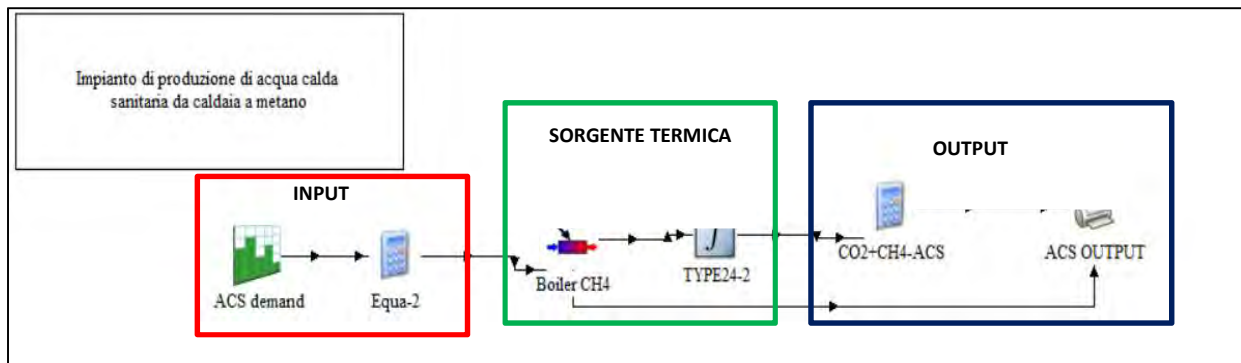 Impianto di produzione di acqua calda
sanitaria da caldaia a metano
INPUT
SORGENTE TERMICA
OUTPUT
ACS demand
Equa-2
Boiler CH4
TYPE24-2
CO2+CH4-ACS
ACS OUTPUT